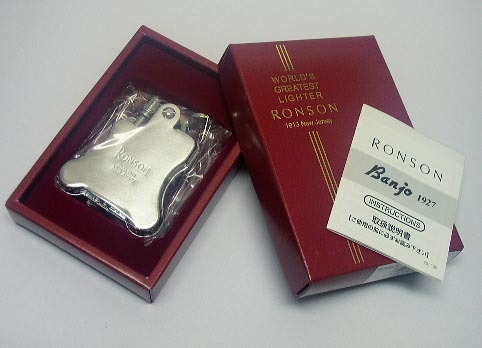 WORLD'S
GREATEST
LIGHTER
RONSON
1913 New Jersey
RONSON
RONSON
Banjo 1927
INSTRUCTIONS
取扱説明書